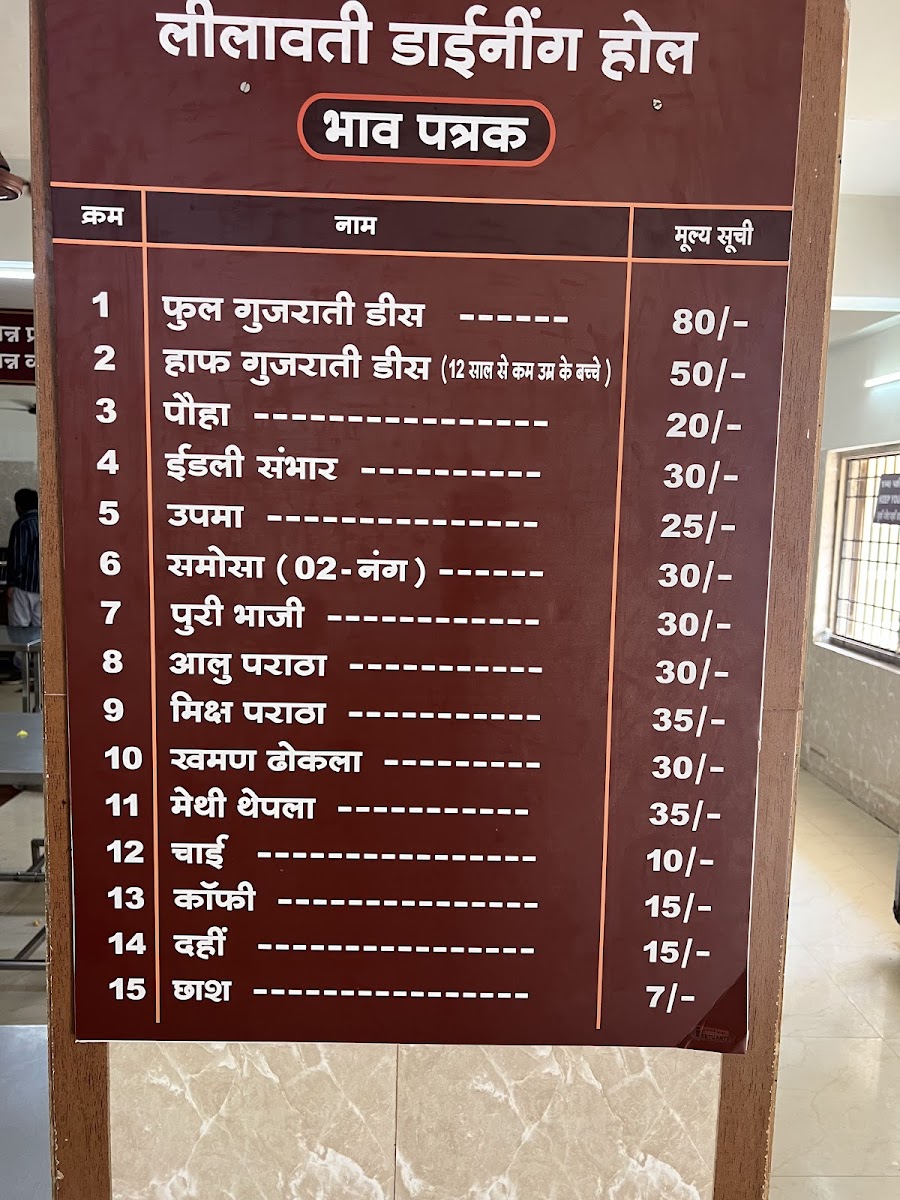 लीलावती डाईनींग होल
भाव पत्रक
क्रम नाम मूल्य सूची
1 फुल गुजराती डीस ------ 80/-
2 हाफ गुजराती डीस (12 साल से कम उम्र के बच्चे) 50/-
3 पौहा ---------------- 20/-
4 ईडली संभार ---------- 30/-
5 उपमा --------------- 25/-
6 समोसा (02-नंग) ------ 30/-
7 पुरी भाजी ------------ 30/-
8 आलु पराठा ----------- 30/-
9 मिक्ष पराठा ----------- 35/-
10 खमण ढोकला --------- 30/-
11 मेथी थेपला ----------- 35/-
12 चाई ---------------- 10/-
13 कॉफी --------------- 15/-
14 दहीं ---------------- 15/-
15 छाश ---------------- 7/-